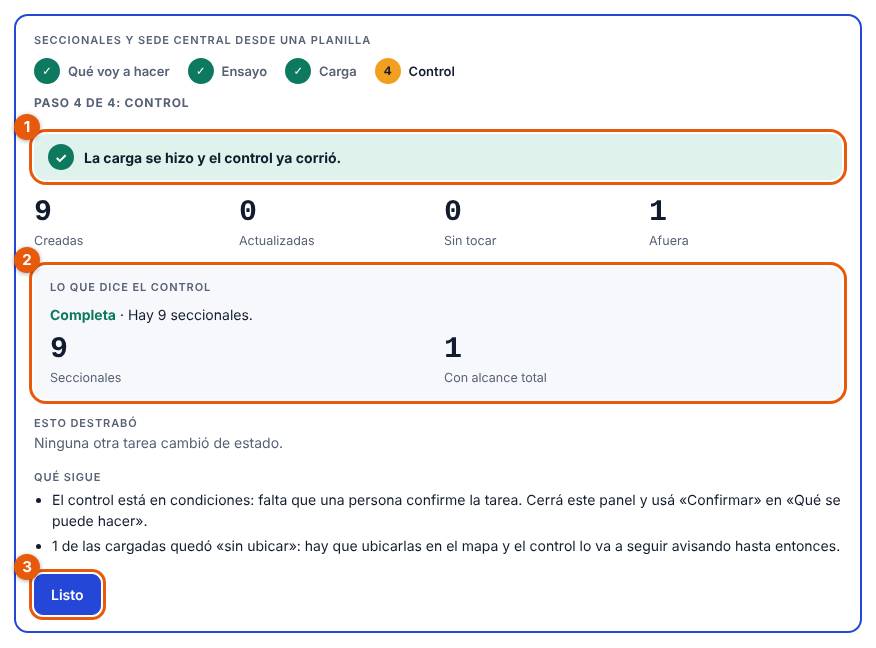 SECCIONALES Y SEDE CENTRAL DESDE UNA PLANILLA
✓ Qué voy a hacer ✓ Ensayo ✓ Carga 4 Control
PASO 4 DE 4: CONTROL
1
✓ La carga se hizo y el control ya corrió.
9 0 0 1
Creadas Actualizadas Sin tocar Afuera
2
LO QUE DICE EL CONTROL
Completa · Hay 9 seccionales.
9 1
Seccionales Con alcance total
ESTO DESTRABÓ
Ninguna otra tarea cambió de estado.
QUÉ SIGUE
• El control está en condiciones: falta que una persona confirme la tarea. Cerrá este panel y usá «Confirmar» en «Qué se
puede hacer».
• 1 de las cargadas quedó «sin ubicar»: hay que ubicarlas en el mapa y el control lo va a seguir avisando hasta entonces.
3
Listo